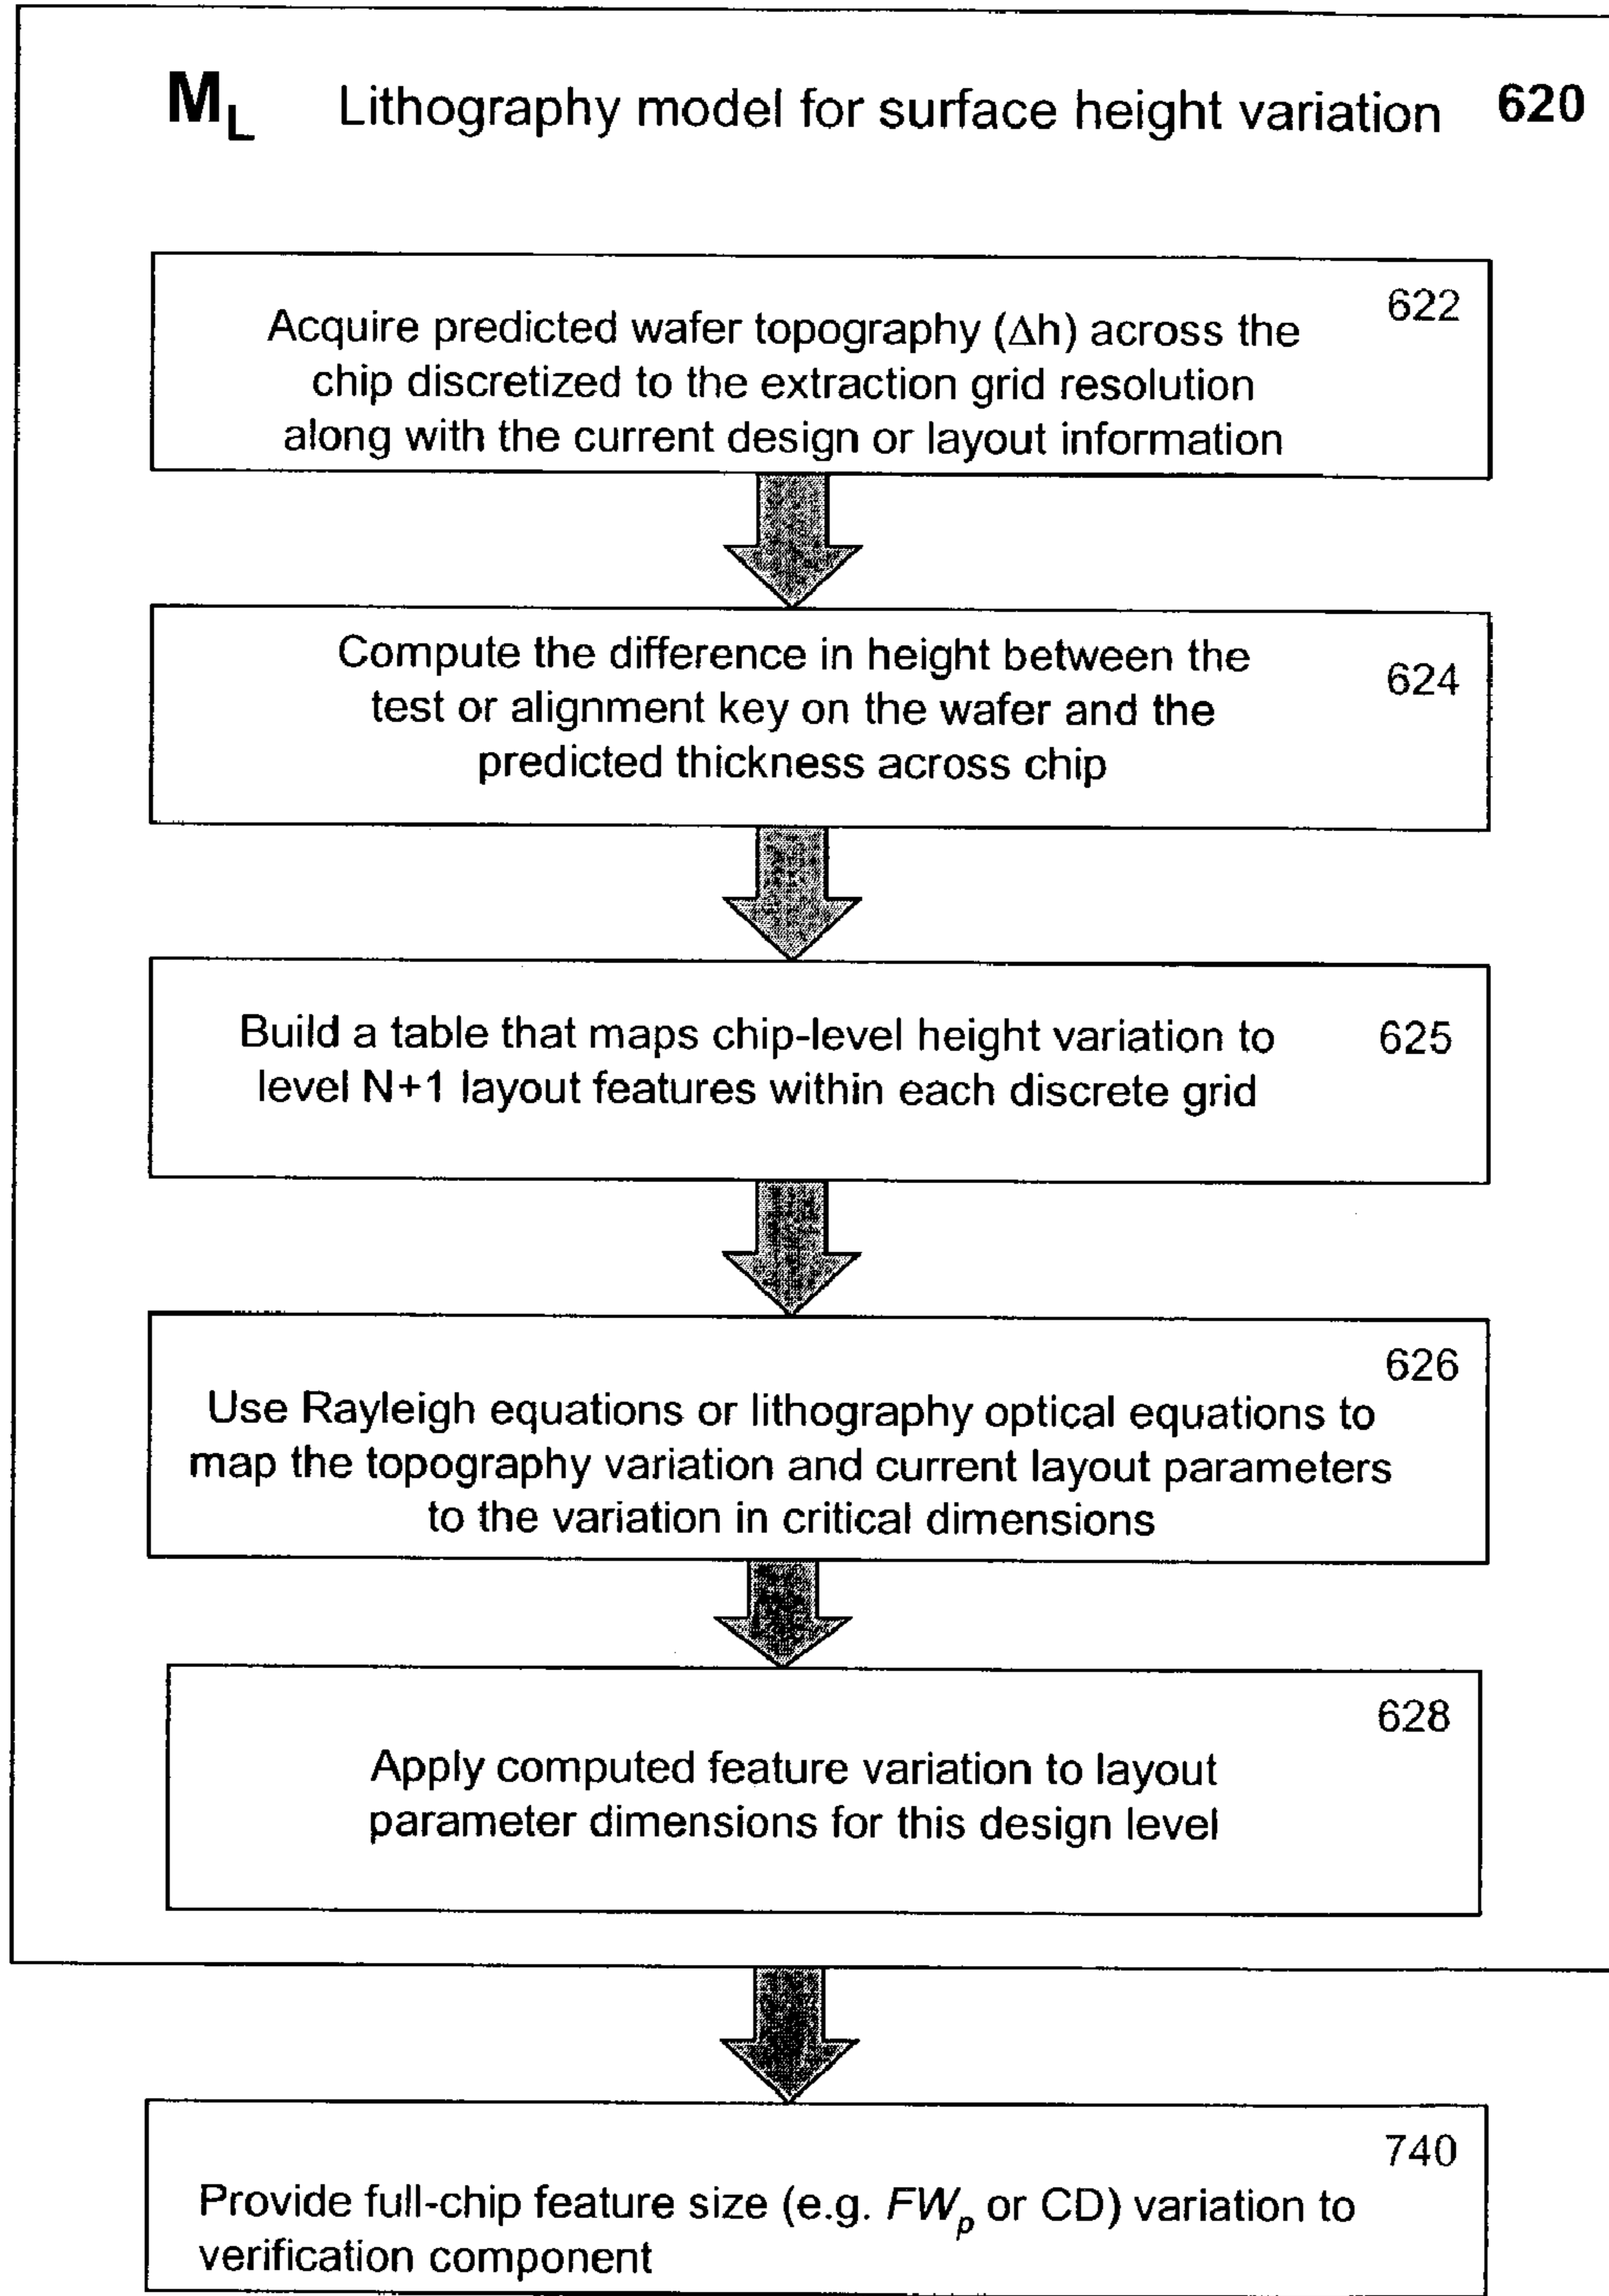 M_L Lithography model for surface height variation 620
622
Acquire predicted wafer topography (Δh) across the
chip discretized to the extraction grid resolution
along with the current design or layout information
Compute the difference in height between the
624
test or alignment key on the wafer and the
predicted thickness across chip
Build a table that maps chip-level height variation to 625
level N+1 layout features within each discrete grid
626
Use Rayleigh equations or lithography optical equations to
map the topography variation and current layout parameters
to the variation in critical dimensions
628
Apply computed feature variation to layout
parameter dimensions for this design level
740
Provide full-chip feature size (e.g. FW_p or CD) variation to
verification component